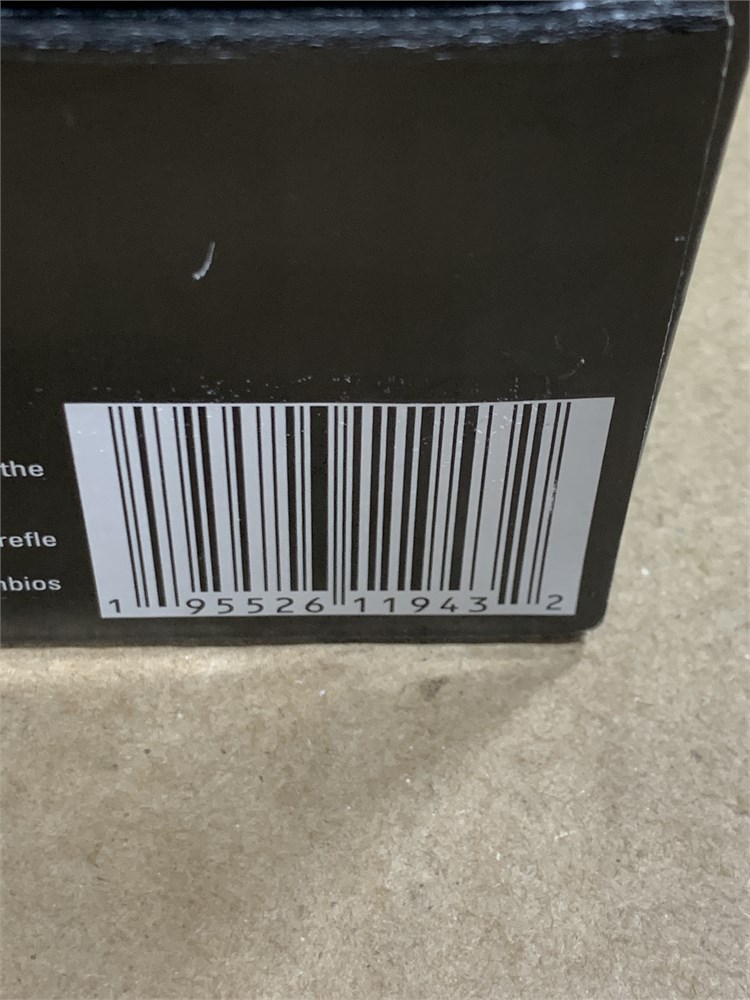 the
refle
mbios
1 95526 11943 2